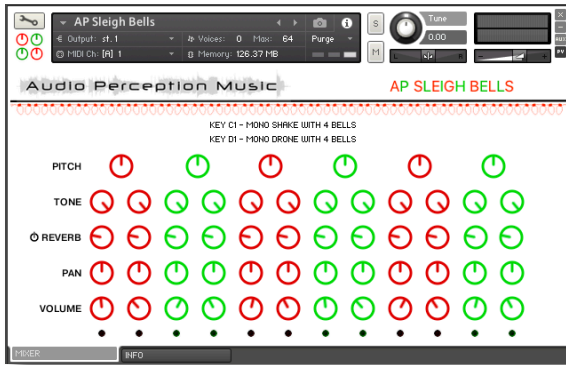 AP Sleigh Bells
Output: st. 1
Voices: 0 Max: 64 Purge
MIDI Ch: [A] 1
Memory: 126.37 MB
S
M
Tune
0.00
L R
- +
AUX
PV
Audio Perception Music
AP SLEIGH BELLS
KEY C1 - MONO SHAKE WITH 4 BELLS
KEY D1 - MONO DRONE WITH 4 BELLS
PITCH
TONE
REVERB
PAN
VOLUME
MIXER
INFO